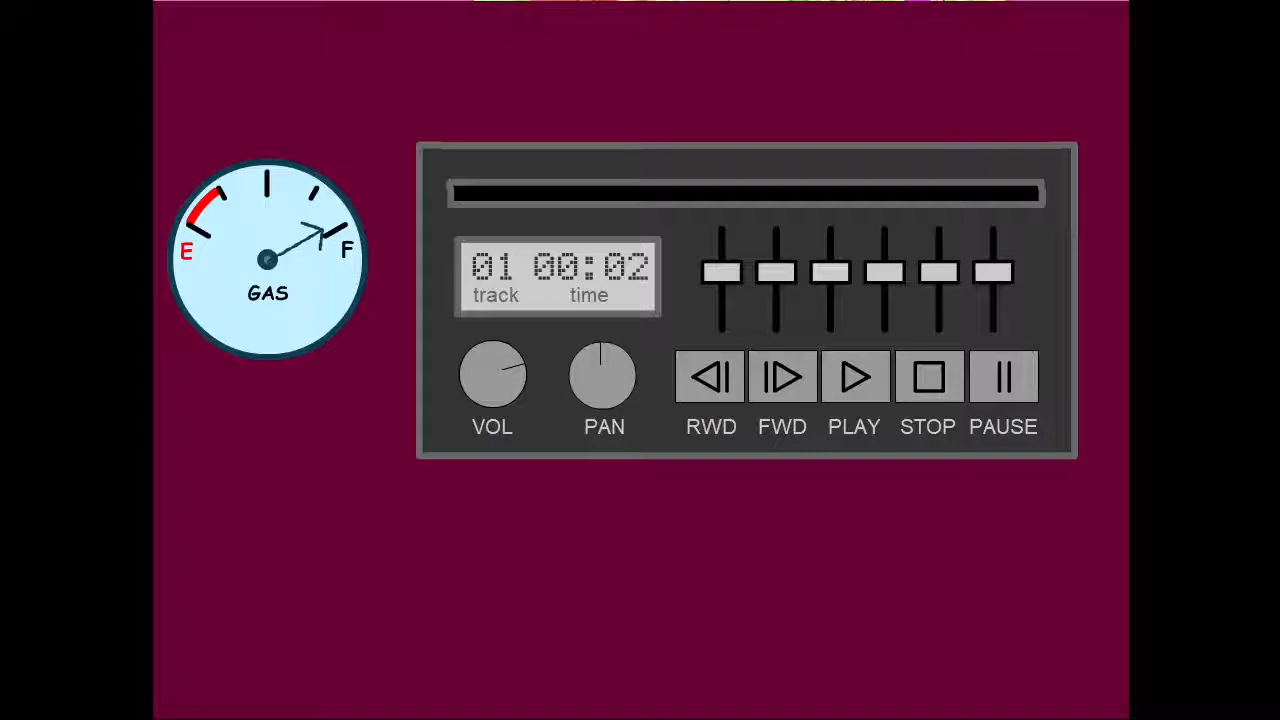 E
F
GAS
01 00:02
track time
VOL PAN RWD FWD PLAY STOP PAUSE